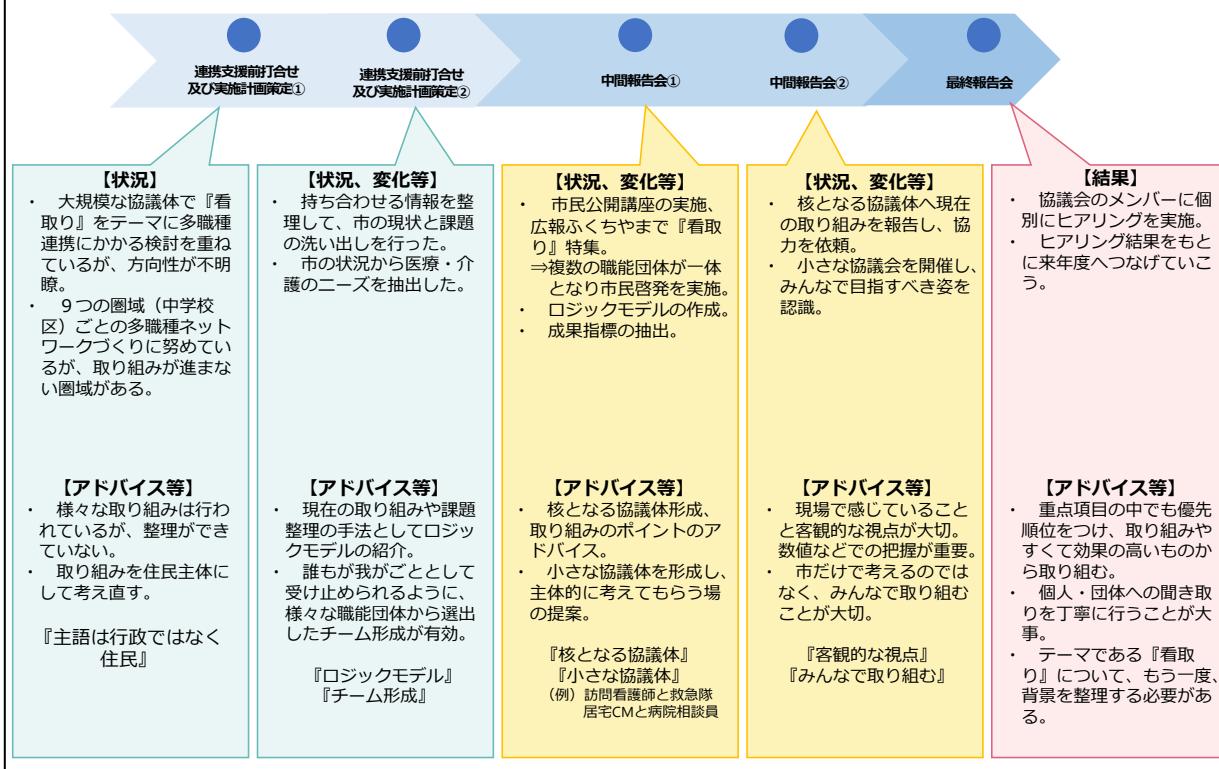 連携支援前打合せ
及び実施計画策定①
連携支援前打合せ
及び実施計画策定②
中間報告会①
中間報告会②
最終報告会
【状況】
・ 大規模な協議体で『看
取り』をテーマに多職種
連携にかかる検討を重ね
ているが、方向性が不明
瞭。
・ ９つの圏域（中学校
区）ごとの多職種ネット
ワークづくりに努めてい
るが、取り組みが進まな
い圏域がある。
【アドバイス等】
・ 様々な取り組みは行わ
れているが、整理ができ
ていない。
・ 取り組みを住民主体に
して考え直す。
『主語は行政ではなく
住民』
【状況、変化等】
・ 持ち合わせる情報を整
理して、市の現状と課題
の洗い出しを行った。
・ 市の状況から医療・介
護のニーズを抽出した。
【アドバイス等】
・ 現在の取り組みや課題
整理の手法としてロジッ
クモデルの紹介。
・ 誰もが我がごととして
受け止められるように、
様々な職能団体から選出
したチーム形成が有効。
『ロジックモデル』
『チーム形成』
【状況、変化等】
・ 市民公開講座の実施、
広報ふくちやまで『看取
り』特集。
⇒複数の職能団体が一体
となり市民啓発を実施。
・ ロジックモデルの作成。
・ 成果指標の抽出。
【アドバイス等】
・ 核となる協議体形成、
取り組みのポイントのア
ドバイス。
・ 小さな協議体を形成し、
主体的に考えてもらう場
の提案。
『核となる協議体』
『小さな協議体』
（例）訪問看護師と救急隊
居宅CMと病院相談員
【状況、変化等】
・ 核となる協議体へ現在
の取り組みを報告し、協
力を依頼。
・ 小さな協議会を開催し、
みんなで目指すべき姿を
認識。
【アドバイス等】
・ 現場で感じていること
と客観的な視点が大切。
数値などでの把握が重要。
・ 市だけで考えるのでは
なく、みんなで取り組む
ことが大切。
『客観的な視点』
『みんなで取り組む』
【結果】
・ 協議会のメンバーに個
別にヒアリングを実施。
・ ヒアリング結果をもと
に来年度へつなげていこ
う。
【アドバイス等】
・ 重点項目の中でも優先
順位をつけ、取り組みや
すくて効果の高いものか
ら取り組む。
・ 個人・団体への聞き取
りを丁寧に行うことが大
事。
・ テーマである『看取
り』について、もう一度、
背景を整理する必要があ
る。